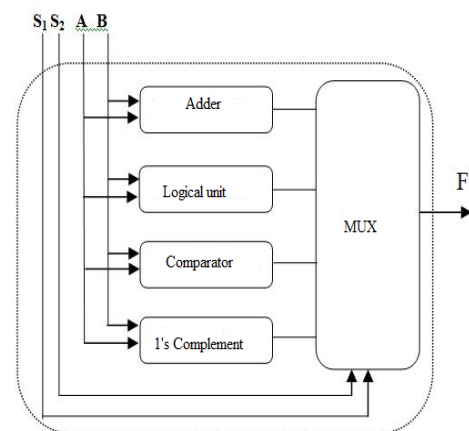 S1 S2 A B
Adder
Logical unit
Comparator
1's Complement
MUX
F